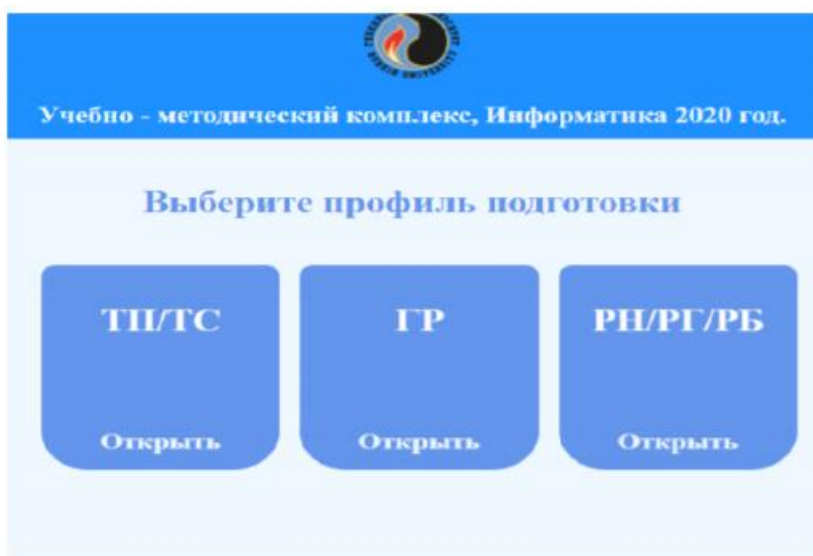 Учебно - методический комплекс, Информатика 2020 год.
Выберите профиль подготовки
ТП/ТС
Открыть
ГР
Открыть
РН/РГ/РБ
Открыть